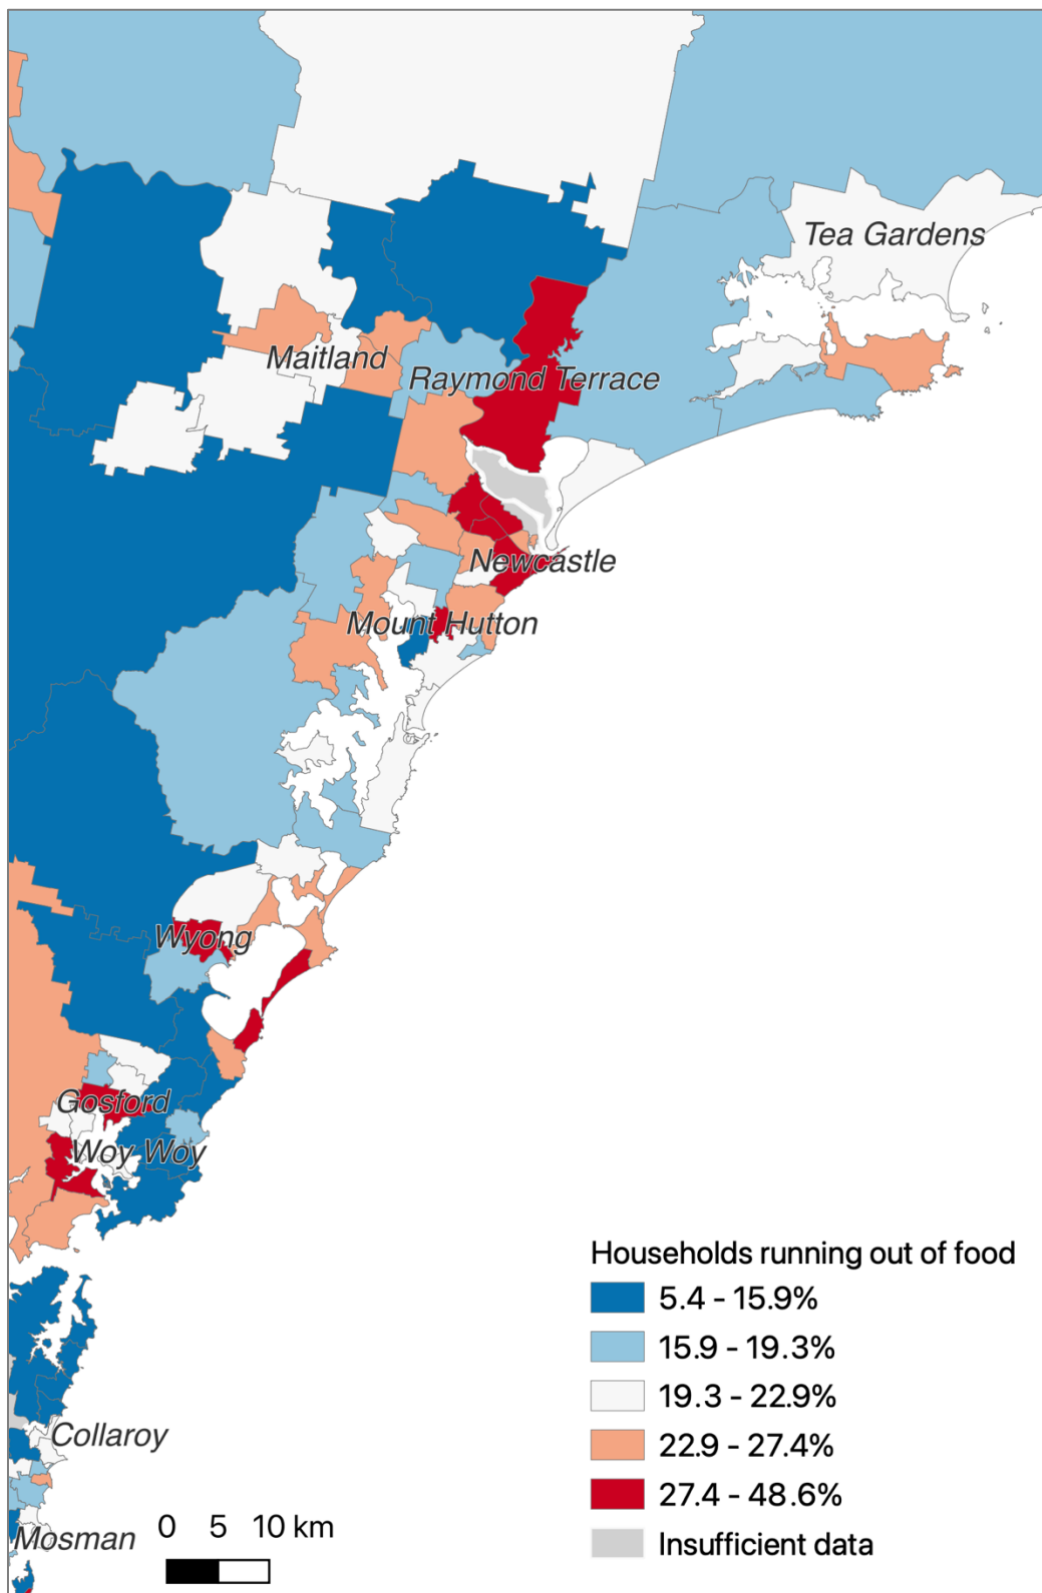 Tea Gardens
Maitland
Raymond Terrace
Newcastle
Mount Hutton
Wyong
Gosford
Woy Woy
Households running out of food
5.4 - 15.9%
15.9 - 19.3%
19.3 - 22.9%
22.9 - 27.4%
27.4 - 48.6%
Insufficient data
Collaroy
Mosman
0 5 10 km